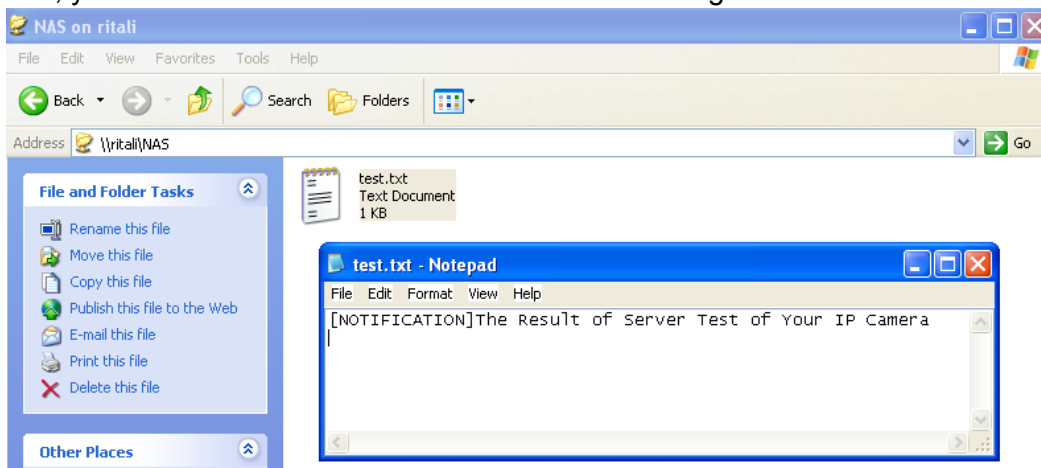 NAS on ritali
File Edit View Favorites Tools Help
Back Search Folders
Address \\ritali\NAS Go
File and Folder Tasks
Rename this file
Move this file
Copy this file
Publish this file to the Web
E-mail this file
Print this file
Delete this file
Other Places
test.txt
Text Document
1 KB
test.txt - Notepad
File Edit Format View Help
[NOTIFICATION]The Result of Server Test of Your IP Camera